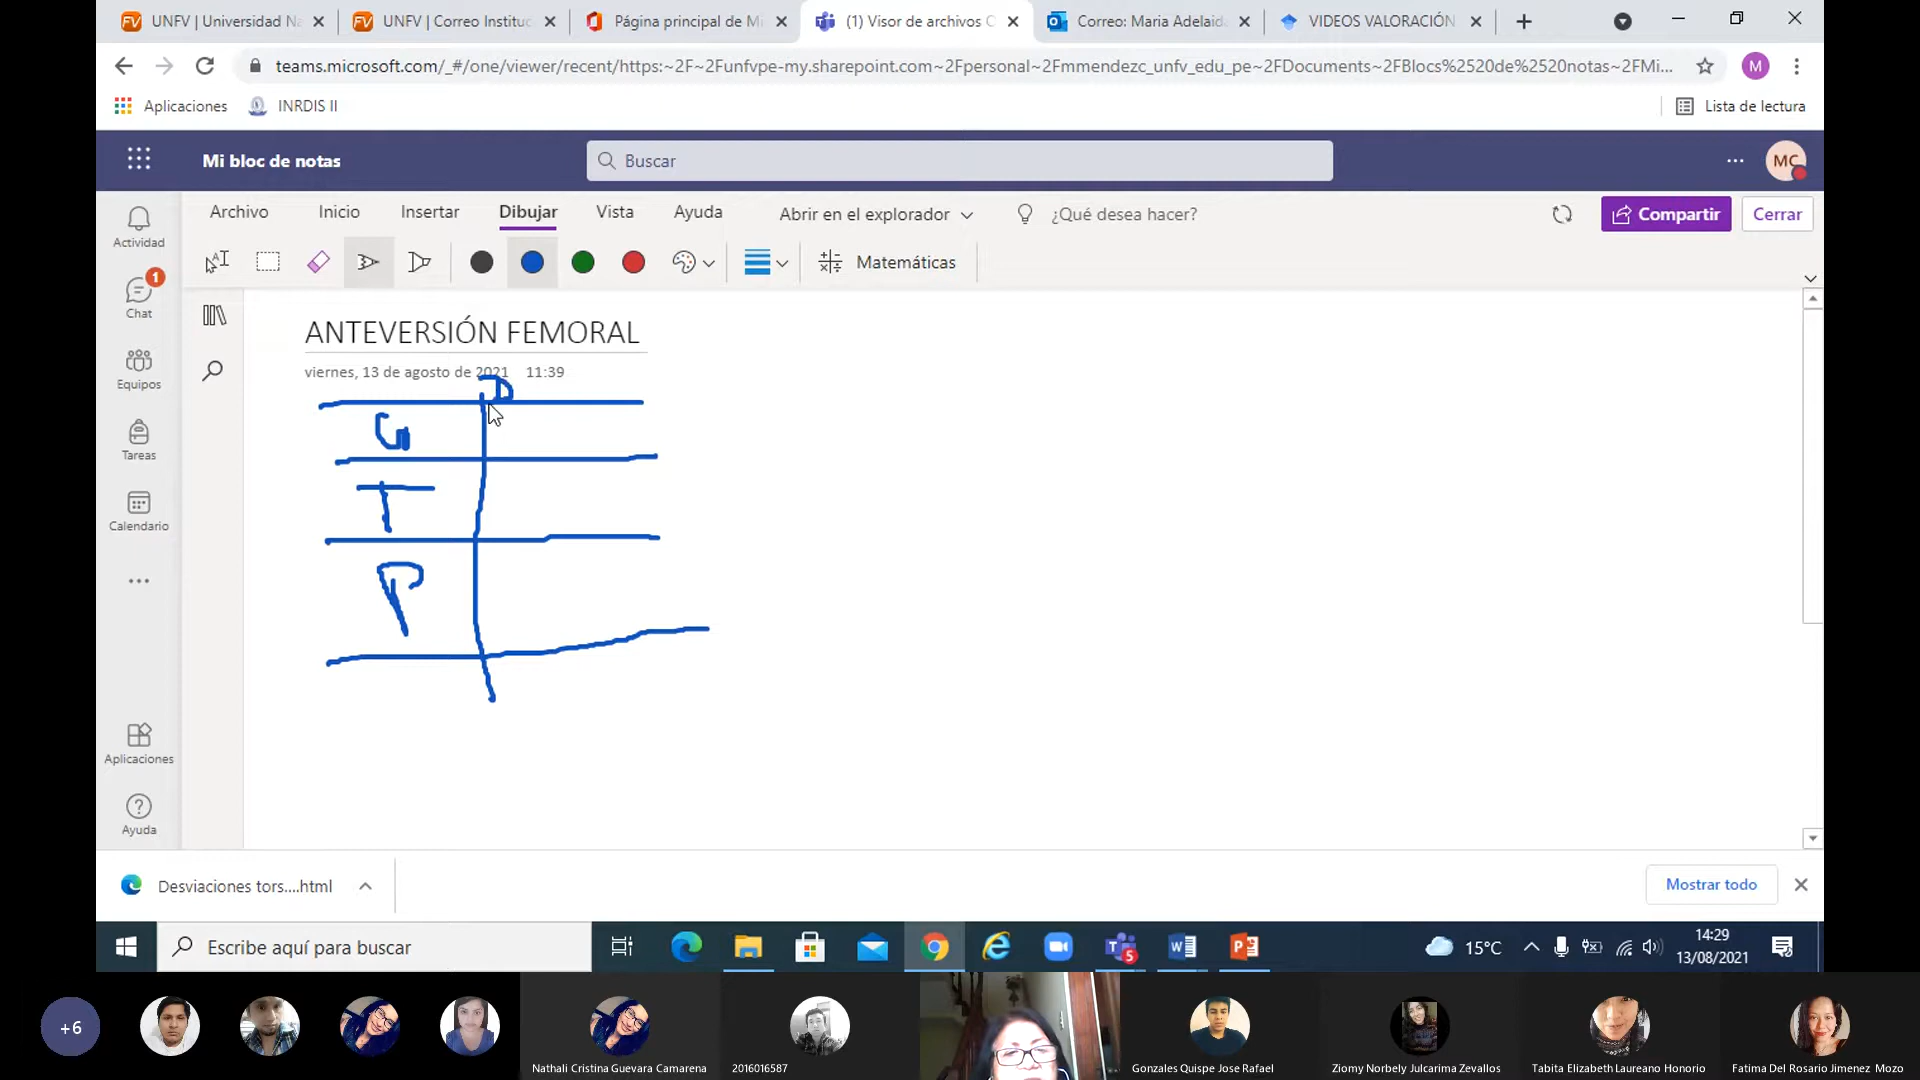 UNFV | Universidad Na
UNFV | Correo Instituc
Página principal de Mi
(1) Visor de archivos C
Correo: Maria Adelaida
VIDEOS VALORACIÓN
teams.microsoft.com/_#/one/viewer/recent/https:~2F~2Funfvpe-my.sharepoint.com~2Fpersonal~2Fmmendezc_unfv_edu_pe~2FDocuments~2FBlocs%2520de%2520notas~2FMi...
M
Aplicaciones
INRDIS II
Lista de lectura
Mi bloc de notas
Buscar
MC
Archivo
Inicio
Insertar
Dibujar
Vista
Ayuda
Abrir en el explorador
¿Qué desea hacer?
Compartir
Cerrar
Matemáticas
Actividad
1
Chat
Equipos
Tareas
Calendario
Aplicaciones
Ayuda
ANTEVERSIÓN FEMORAL
viernes, 13 de agosto de 2021 11:39
D
G
T
P
Desviaciones tors....html
Mostrar todo
Escribe aquí para buscar
5
15°C
14:29
13/08/2021
+6
Nathali Cristina Guevara Camarena
2016016587
Gonzales Quispe Jose Rafael
Ziomy Norbely Julcarima Zevallos
Tabita Elizabeth Laureano Honorio
Fatima Del Rosario Jimenez Mozo